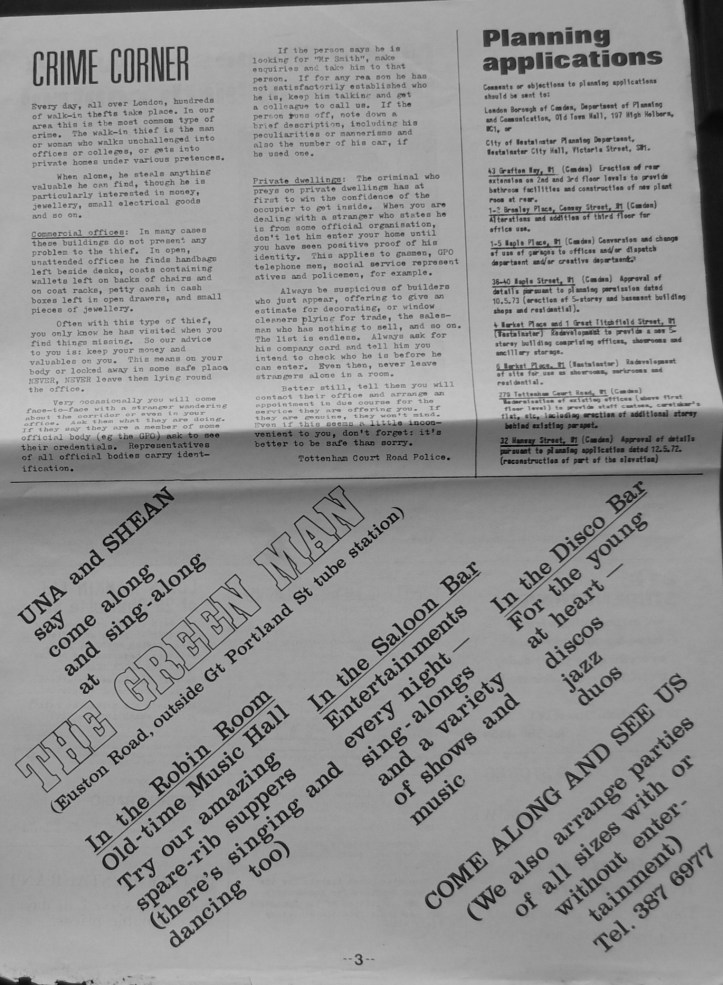 CRIME CORNER
Every day, all over London, hundreds
of walk-in thefts take place. In our
area this is the most common type of
crime. The walk-in thief is the man
or woman who walks unchallenged into
offices or colleges, or gets into
private homes under various pretences.
When alone, he steals anything
valuable he can find, though he is
particularly interested in money,
jewellery, small electrical goods
and so on.
Commercial offices: In many cases
these buildings do not present any
problem to the thief. In open,
unattended offices he finds handbags
left beside desks, coats containing
wallets left on backs of chairs and
on coat racks, petty cash in cash
boxes left in open drawers, and small
pieces of jewellery.
Often with this type of thief,
you only know he has visited when you
find things missing. So our advice
to you is: keep your money and
valuables on you. This means on your
body or locked away in some safe place
NEVER, NEVER leave them lying round
the office.
Very occasionally you will come
face-to-face with a stranger wandering
about the corridor or even in your
office. Ask them what they are doing.
If they say they are a member of some
official body (eg the GPO) ask to see
their credentials. Representatives
of all official bodies carry ident-
ification.
If the person says he is
looking for "Mr Smith", make
enquiries and take him to that
person. If for any rea son he has
not satisfactorily established who
he is, keep him talking and get
a colleague to call us. If the
person runs off, note down a
brief description, including his
peculiarities or mannerisms and
also the number of his car, if
he used one.
Private dwellings: The criminal who
preys on private dwellings has at
first to win the confidence of the
occupier to get inside. When you are
dealing with a stranger who states he
is from some official organisation,
don't let him enter your home until
you have seen positive proof of his
identity. This applies to gasmen, GPO
telephone men, social service represent
atives and policemen, for example.
Always be suspicious of builders
who just appear, offering to give an
estimate for decorating, or window
cleaners plying for trade, the sales-
man who has nothing to sell, and so on.
The list is endless. Always ask for
his company card and tell him you
intend to check who he is before he
can enter. Even then, never leave
strangers alone in a room.
Better still, tell them you will
contact their office and arrange an
appointment in due course for the
service they are offering you. If
they are genuine, they won't mind.
Even if this seems a little incon-
venient to you, don't forget: it's
better to be safe than sorry.
Tottenham Court Road Police.
Planning
applications
Comments or objections to planning applications
should be sent to:
London Borough of Camden, Department of Planning
and Communication, Old Town Hall, 197 High Holborn,
WC1, or
City of Westminster Planning Department,
Westminster City Hall, Victoria Street, SW1.
43 Grafton Way, W1 (Camden) Erection of rear
extension on 2nd and 3rd floor levels to provide
bathroom facilities and construction of new plant
room at rear.
1-2 Greeley Place, Conway Street, W1 (Camden)
Alterations and addition of third floor for
office use.
1-5 Maple Place, W1 (Camden) Conversion and change
of use of garages to offices and/or dispatch
department and/or creative department.
36-40 Maple Street, W1 (Camden) Approval of
details pursuant to planning permission dated
10.5.73 (erection of 5-storey and basement building
shops and residential).
4 Market Place and 1 Great Titchfield Street, W1
(Westminster) Redevelopment to provide a new 5-
storey building comprising offices, showrooms and
ancillary storage.
6 Market Place, W1 (Westminster) Redevelopment
of site for use as showrooms, workrooms and
residential.
279 Tottenham Court Road, W1 (Camden)
Modernisation of existing offices (above first
floor level) to provide staff canteen, caretaker's
flat, etc, including erection of additional storey
behind existing parapet.
32 Hanway Street, W1 (Camden) Approval of details
pursuant to planning application dated 12.5.72.
(reconstruction of part of the elevation)
UNA and SHEAN
say
come along
and sing-along
at
THE GREEN MAN
(Euston Road, outside Gt Portland St tube station)
In the Robin Room
Old-time Music Hall
Try our amazing
spare-rib suppers
(there's singing and
dancing too)
In the Saloon Bar
Entertainments
every night —
sing-alongs
and a variety
of shows and
music
In the Disco Bar
For the young
at heart —
discos
jazz
duos
COME ALONG AND SEE US
(We also arrange parties
of all sizes with or
without enter-
tainment)
Tel. 387 6977
--3--